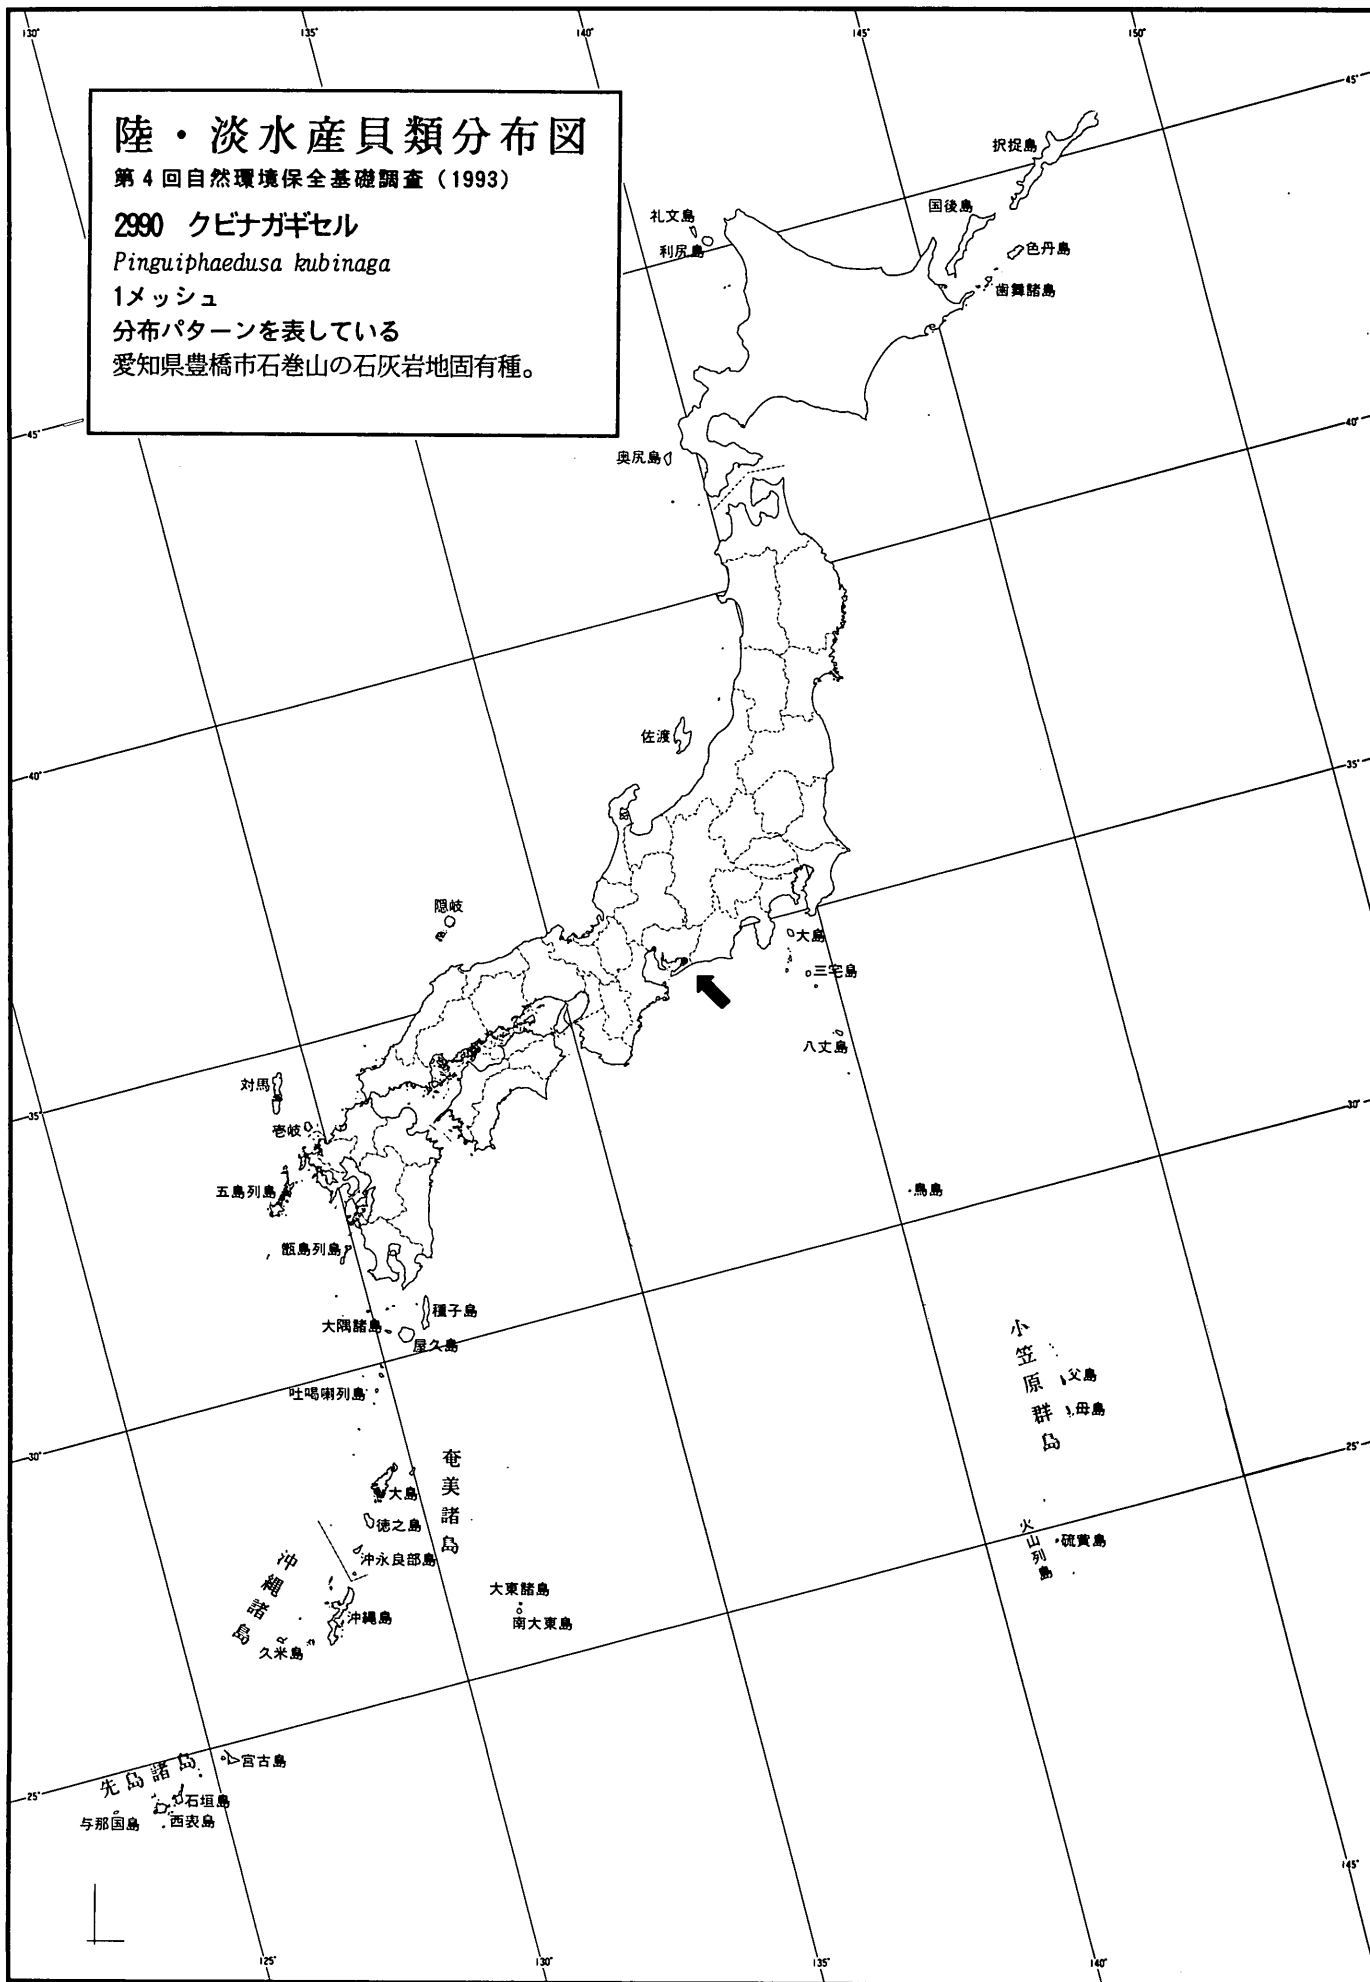 130°
135°
140°
145°
150°
45°
陸・淡水産貝類分布図
第4回自然環境保全基礎調査（1993）
2990 クビナガギセル
Pinguiphaedusa kubinaga
1メッシュ
分布パターンを表している
愛知県豊橋市石巻山の石灰岩地固有種。
択捉島
国後島
礼文島
利尻島
色丹島
歯舞諸島
45°
40°
奥尻島
佐渡
40°
35°
隠岐
大島
三宅島
八丈島
対馬
35°
壱岐
30°
五島列島
鳥島
甑島列島
種子島
大隅諸島
屋久島
吐噶喇列島
小笠原群島
父島
母島
30°
25°
奄美諸島
大島
徳之島
沖永良部島
火山列島
硫黄島
沖縄諸島
沖縄島
久米島
大東諸島
南大東島
先島諸島
宮古島
石垣島
西表島
与那国島
25°
145°
125°
130°
135°
140°